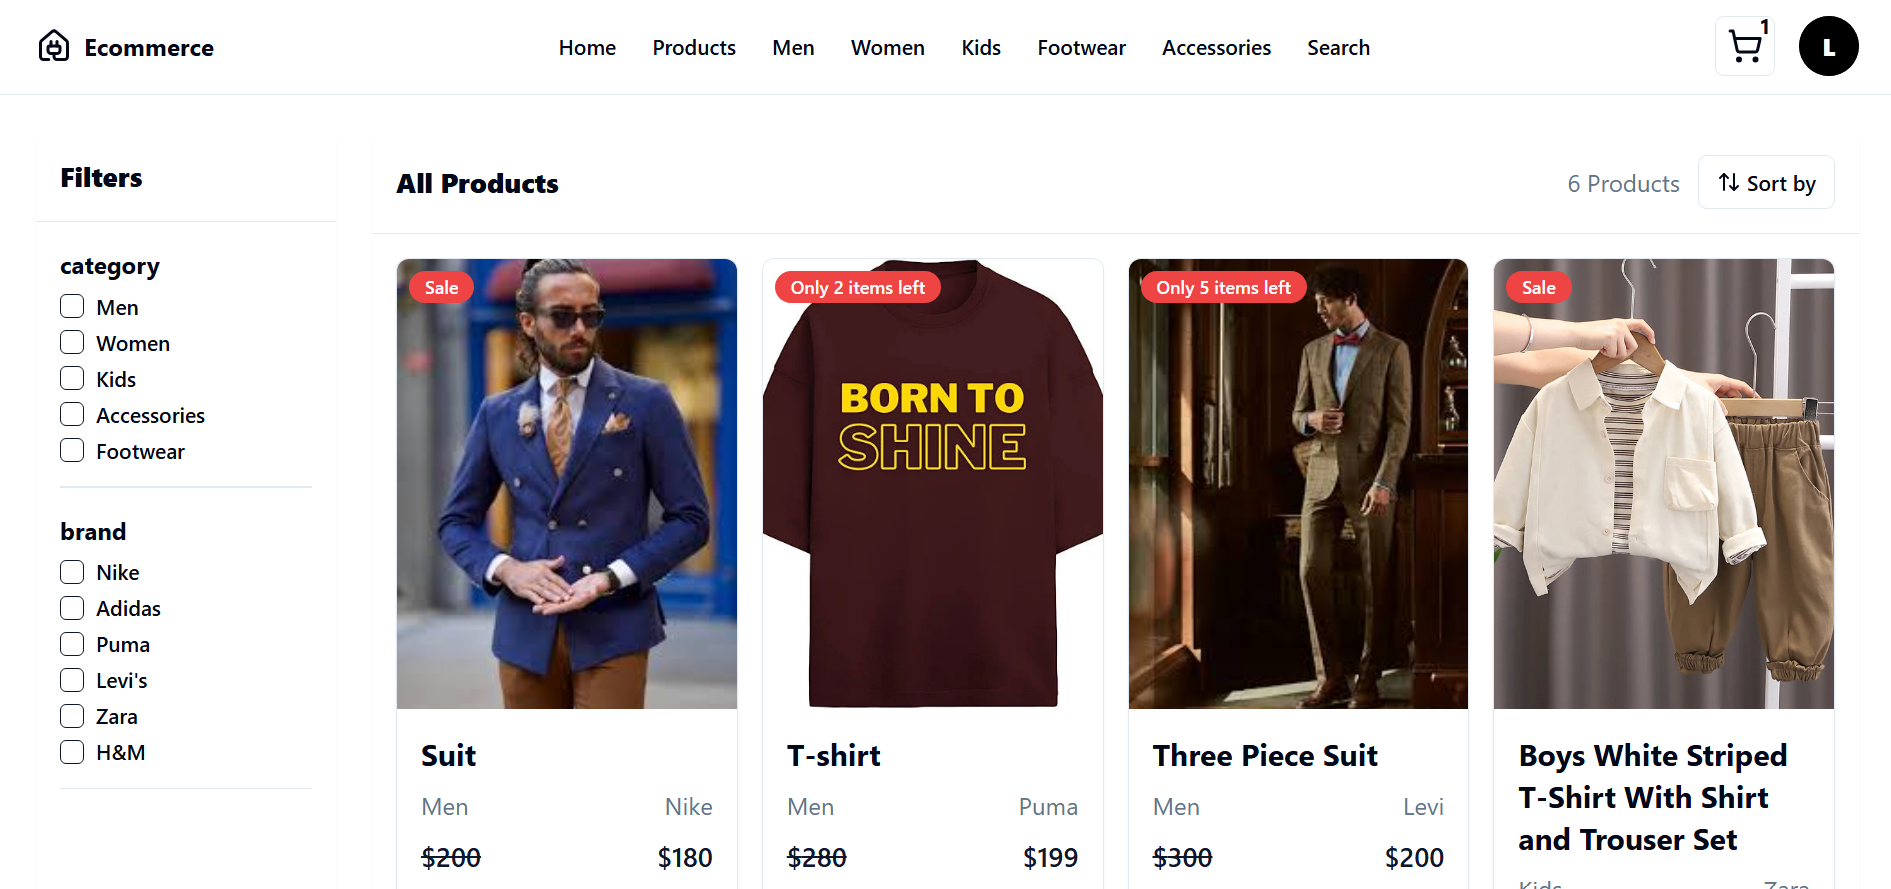 Ecommerce
Home Products Men Women Kids Footwear Accessories Search
1
L
Filters
category
Men
Women
Kids
Accessories
Footwear
brand
Nike
Adidas
Puma
Levi's
Zara
H&M
All Products
6 Products
Sort by
Sale
Suit
Men Nike
$200 $180
Only 2 items left
BORN TO
SHINE
T-shirt
Men Puma
$280 $199
Only 5 items left
Three Piece Suit
Men Levi
$300 $200
Sale
Boys White Striped
T-Shirt With Shirt
and Trouser Set
Kids Zara